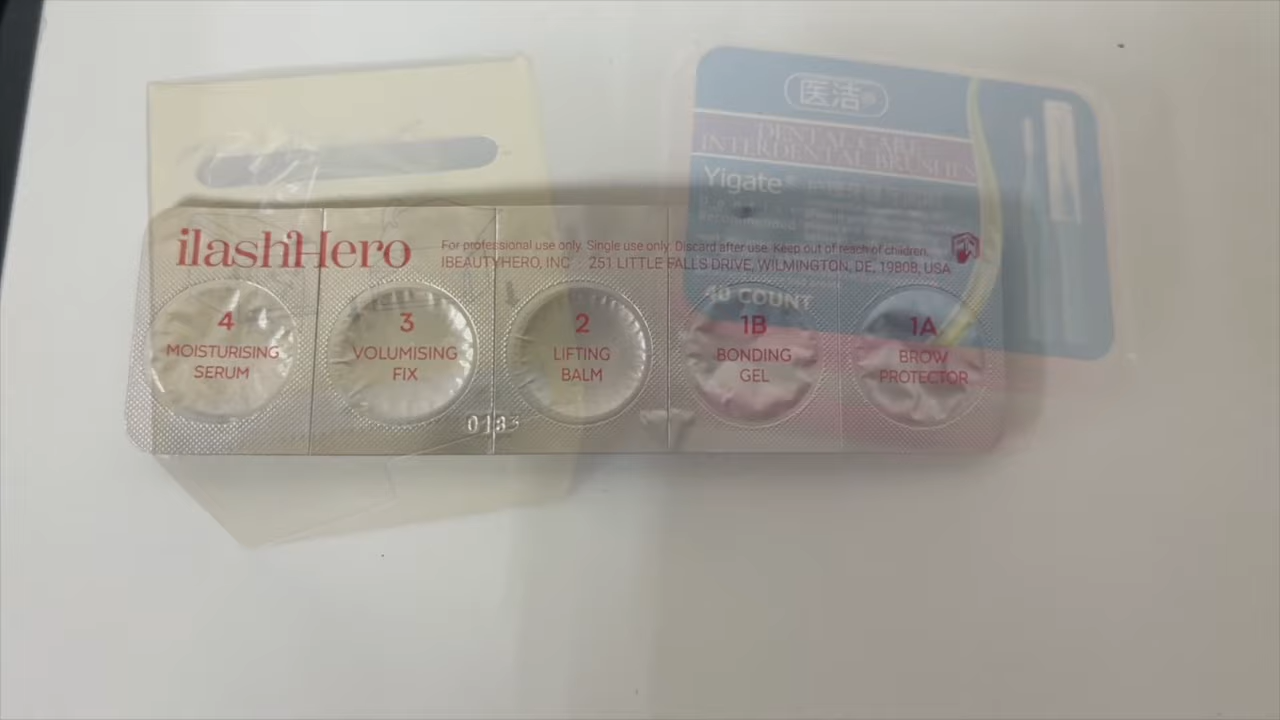 医洁
DENTAL CARE
INTERDENTAL BRUSHES
Yigate
40 COUNT
ilashHero
For professional use only. Single use only. Discard after use. Keep out of reach of children.
IBEAUTYHERO, INC 251 LITTLE FALLS DRIVE, WILMINGTON, DE, 19808, USA
4
MOISTURISING
SERUM
3
VOLUMISING
FIX
2
LIFTING
BALM
1B
BONDING
GEL
1A
BROW
PROTECTOR